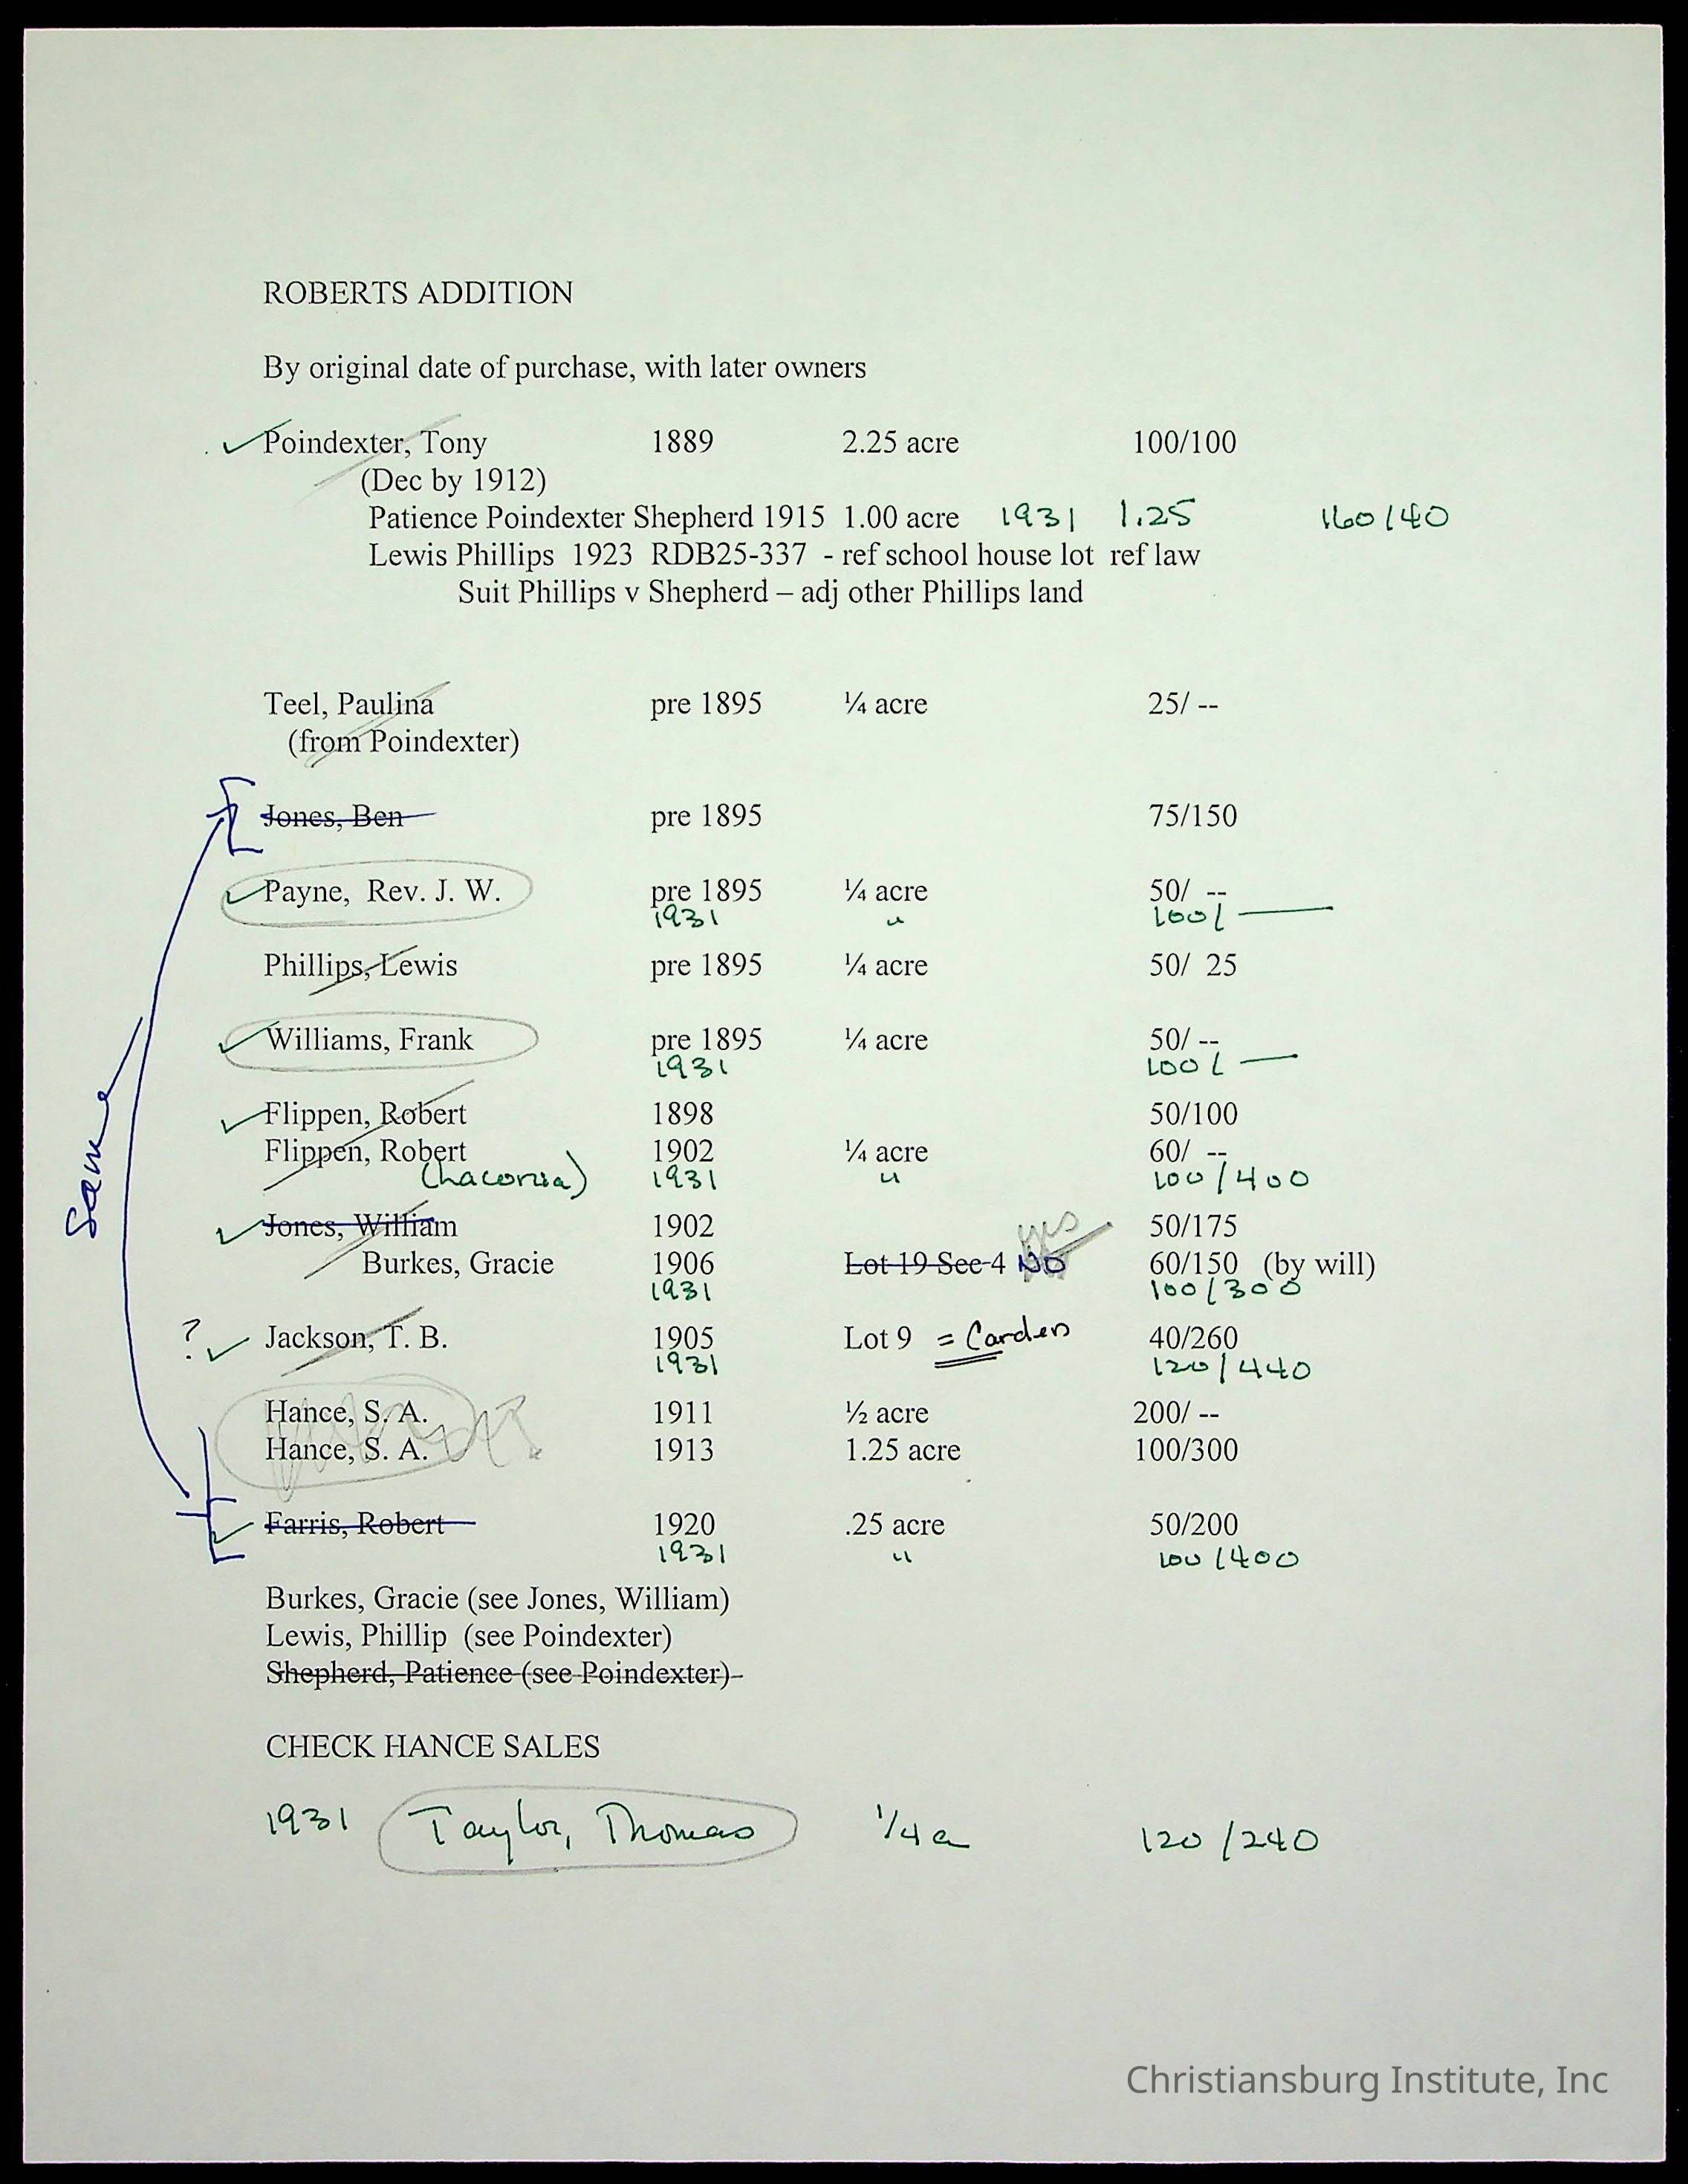 ROBERTS ADDITION
By original date of purchase, with later owners
✓ Poindexter, Tony 1889 2.25 acre 100/100
(Dec by 1912)
Patience Poindexter Shepherd 1915 1.00 acre 1931 1.25 160/40
Lewis Phillips 1923 RDB25-337 - ref school house lot ref law
Suit Phillips v Shepherd – adj other Phillips land
Teel, Paulina pre 1895 ¼ acre 25/ --
(from Poindexter)
Jones, Ben pre 1895 75/150
✓ Payne, Rev. J. W. pre 1895 ¼ acre 50/ --
1931 " 100/ —
Phillips, Lewis pre 1895 ¼ acre 50/ 25
✓ Williams, Frank pre 1895 ¼ acre 50/ --
1931 100/ —
✓ Flippen, Robert 1898 50/100
Flippen, Robert 1902 ¼ acre 60/ --
(Laconia) 1931 " 100/400
Same
✓ Jones, William 1902 yes 50/175
Burkes, Gracie 1906 Lot 19 Sec 4 NO 60/150 (by will)
1931 100/300
? ✓ Jackson, T. B. 1905 Lot 9 = Carden 40/260
1931 120/440
Hance, S. A. 1911 ½ acre 200/ --
Hance, S. A. 1913 1.25 acre 100/300
✓ Farris, Robert 1920 .25 acre 50/200
1931 " 100/400
Burkes, Gracie (see Jones, William)
Lewis, Phillip (see Poindexter)
Shepherd, Patience (see Poindexter)
CHECK HANCE SALES
1931 Taylor, Thomas 1/4 a 120/240
Christiansburg Institute, Inc